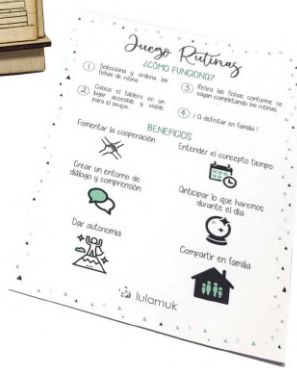 Juego Rutinas
¿CÓMO FUNCIONA?
1 Selecciona y ordena las
fichas de rutina
2 Coloca el tablero en un
lugar accesible y visible
para el peque.
3 Retira las fichas conforme se
vayan completando las rutinas.
4 ¡A disfrutar en familia!
BENEFICIOS
Fomentar la cooperación
Entender el concepto tiempo
Crear un entorno de
diálogo y comprensión
Anticipar lo que haremos
durante el día
Dar autonomía
Compartir en familia
lulamuk